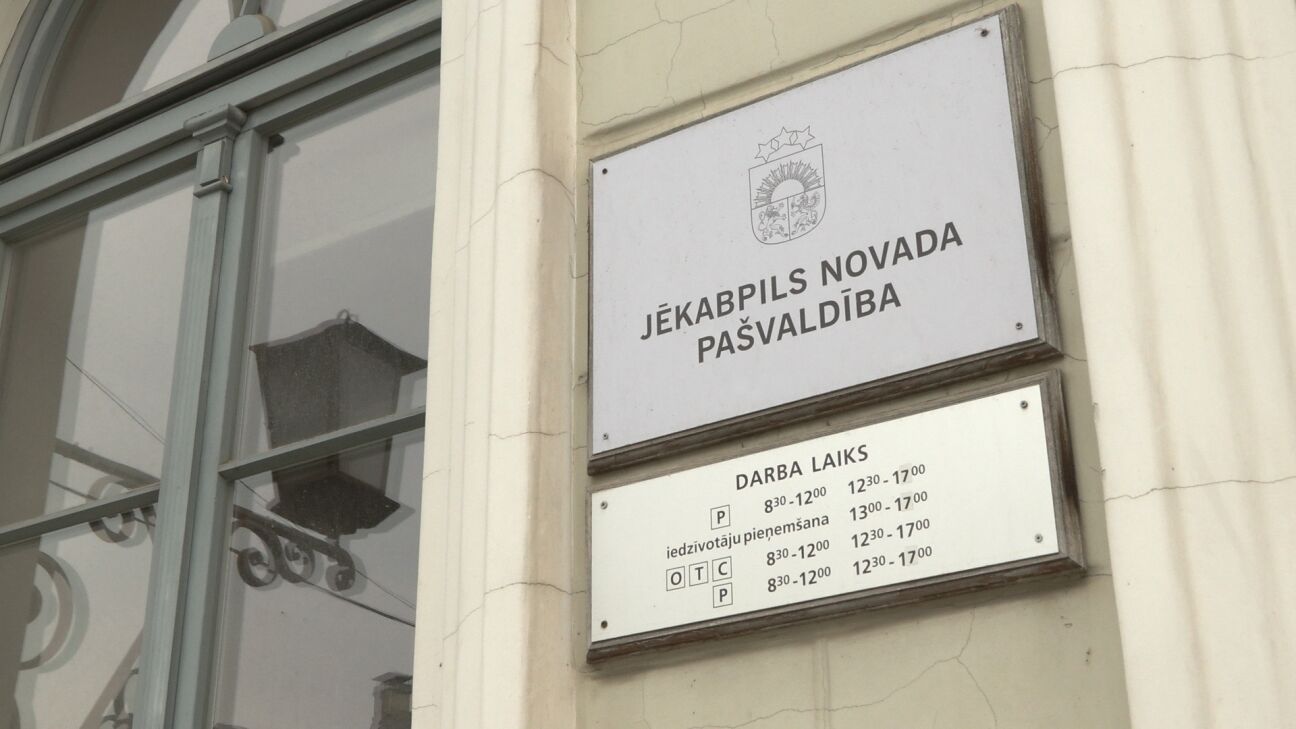 JĒKABPILS NOVADA
PAŠVALDĪBA
DARBA LAIKS
P 8³⁰-12⁰⁰ 12³⁰-17⁰⁰
iedzīvotāju pieņemšana 13⁰⁰-17⁰⁰
O T C 8³⁰-12⁰⁰ 12³⁰-17⁰⁰
P 8³⁰-12⁰⁰ 12³⁰-17⁰⁰